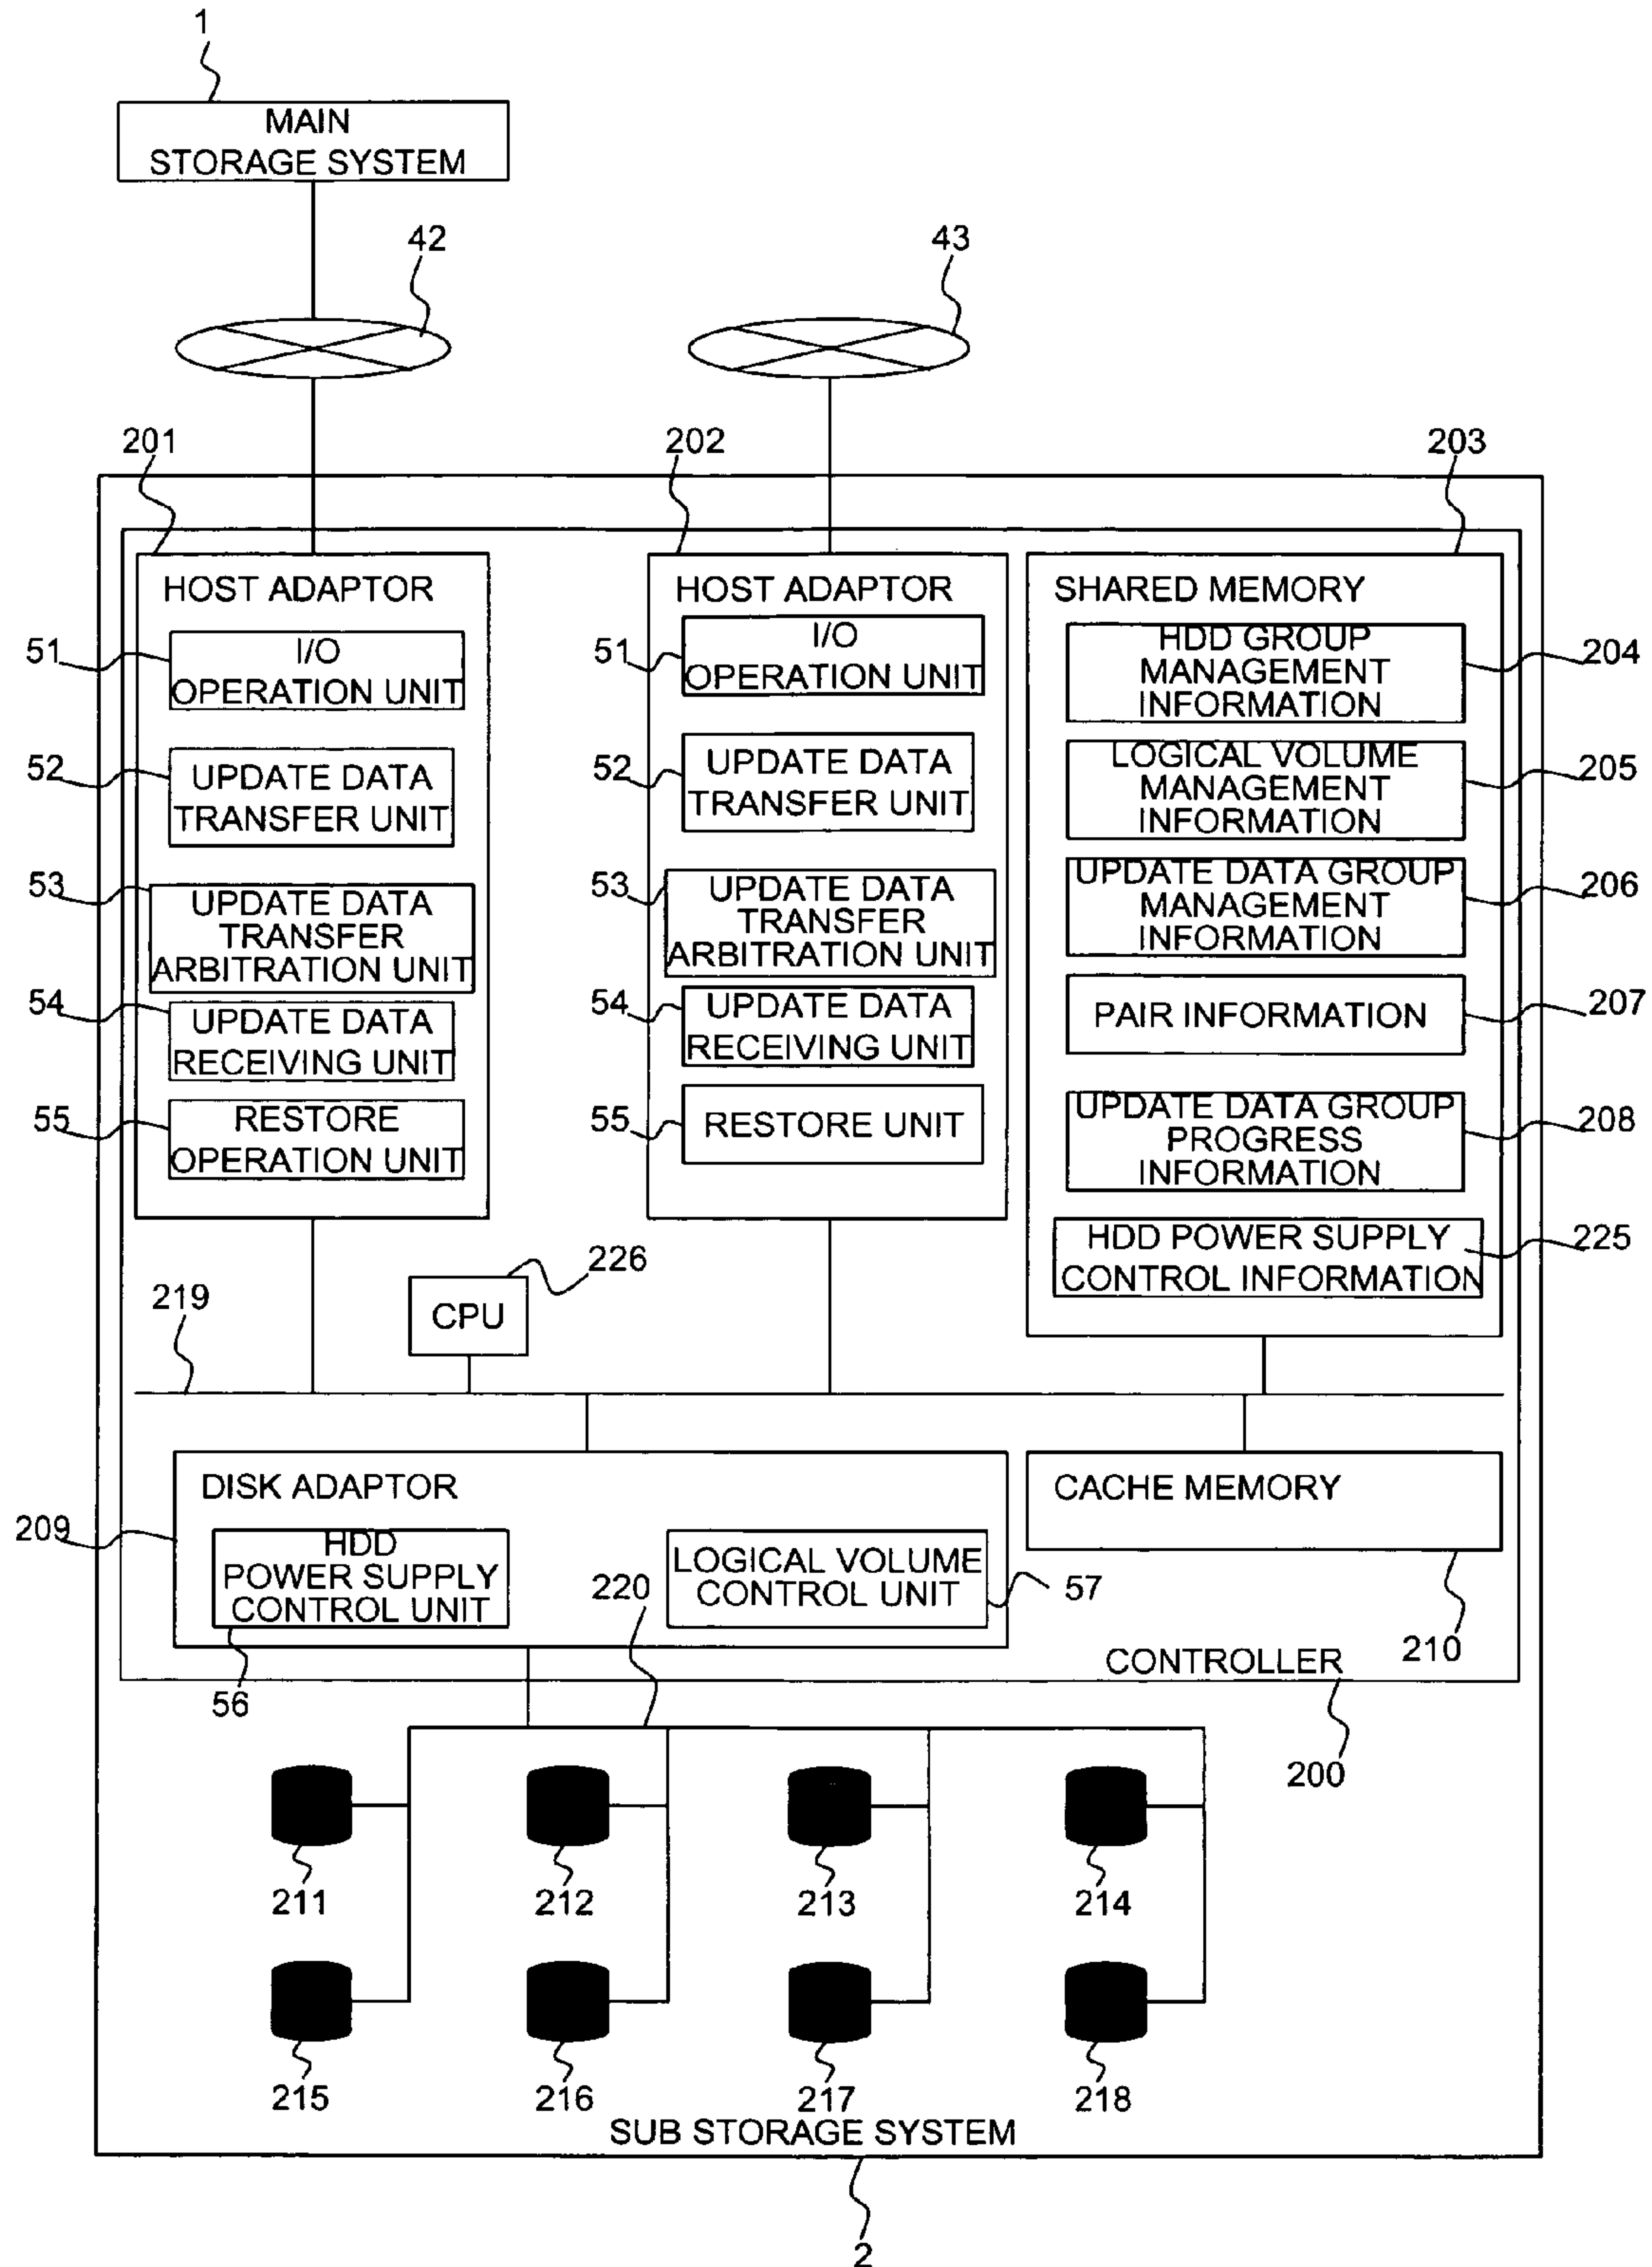 1
MAIN
STORAGE SYSTEM
42
43
201
202
203
HOST ADAPTOR
51
I/O
OPERATION UNIT
52
UPDATE DATA
TRANSFER UNIT
53
UPDATE DATA
TRANSFER
ARBITRATION UNIT
54
UPDATE DATA
RECEIVING UNIT
55
RESTORE
OPERATION UNIT
HOST ADAPTOR
51
I/O
OPERATION UNIT
52
UPDATE DATA
TRANSFER UNIT
53
UPDATE DATA
TRANSFER
ARBITRATION UNIT
54
UPDATE DATA
RECEIVING UNIT
55
RESTORE UNIT
SHARED MEMORY
HDD GROUP
MANAGEMENT
INFORMATION
204
LOGICAL VOLUME
MANAGEMENT
INFORMATION
205
UPDATE DATA GROUP
MANAGEMENT
INFORMATION
206
PAIR INFORMATION
207
UPDATE DATA GROUP
PROGRESS
INFORMATION
208
HDD POWER SUPPLY
CONTROL INFORMATION
225
226
CPU
219
DISK ADAPTOR
209
HDD
POWER SUPPLY
CONTROL UNIT
56
220
LOGICAL VOLUME
CONTROL UNIT
57
CACHE MEMORY
210
CONTROLLER
200
211
212
213
214
215
216
217
218
SUB STORAGE SYSTEM
2